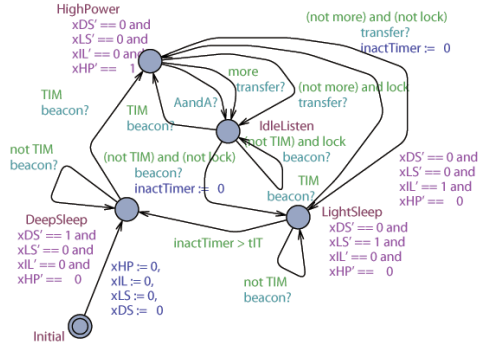 HighPower
xDS' == 0 and
xLS' == 0 and
xIL' == 0 and
xHP' == 1
(not more) and (not lock)
transfer?
inactTimer := 0
more
transfer?
(not more) and lock
transfer?
AandA?
TIM
beacon?
TIM
beacon?
IdleListen
(not TIM) and lock
beacon?
not TIM
beacon?
(not TIM) and (not lock)
beacon?
inactTimer := 0
TIM
beacon?
xDS' == 0 and
xLS' == 0 and
xIL' == 1 and
xHP' == 0
DeepSleep
xDS' == 1 and
xLS' == 0 and
xIL' == 0 and
xHP' == 0
LightSleep
xDS' == 0 and
xLS' == 1 and
xIL' == 0 and
xHP' == 0
inactTimer > tIT
xHP := 0,
xIL := 0,
xLS := 0,
xDS := 0
not TIM
beacon?
Initial